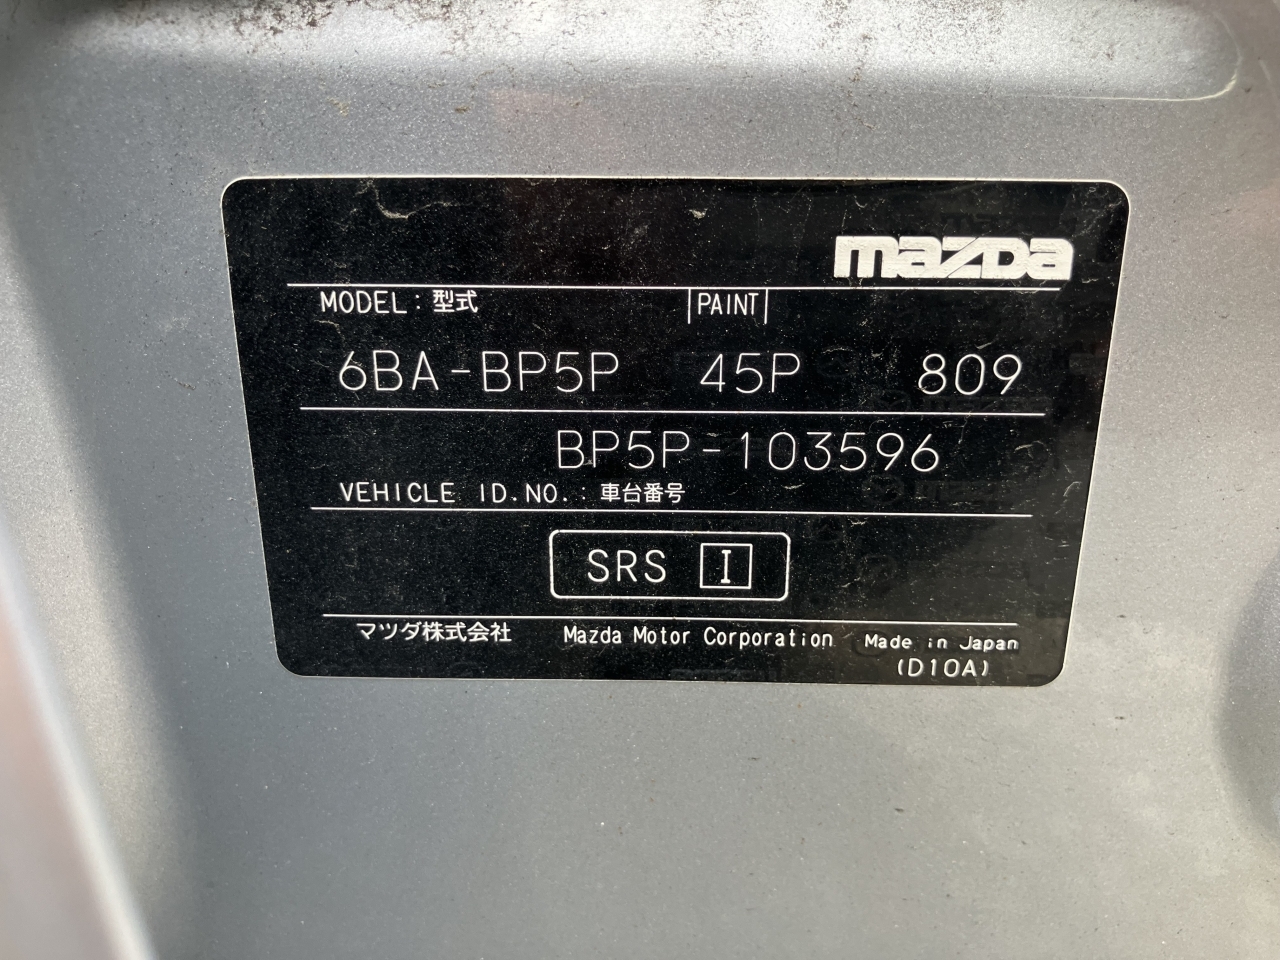 mazda
MODEL : 型式 PAINT
6BA-BP5P 45P 809
BP5P-103596
VEHICLE ID.NO. : 車台番号
SRS I
マツダ株式会社 Mazda Motor Corporation Made in Japan
(D10A)